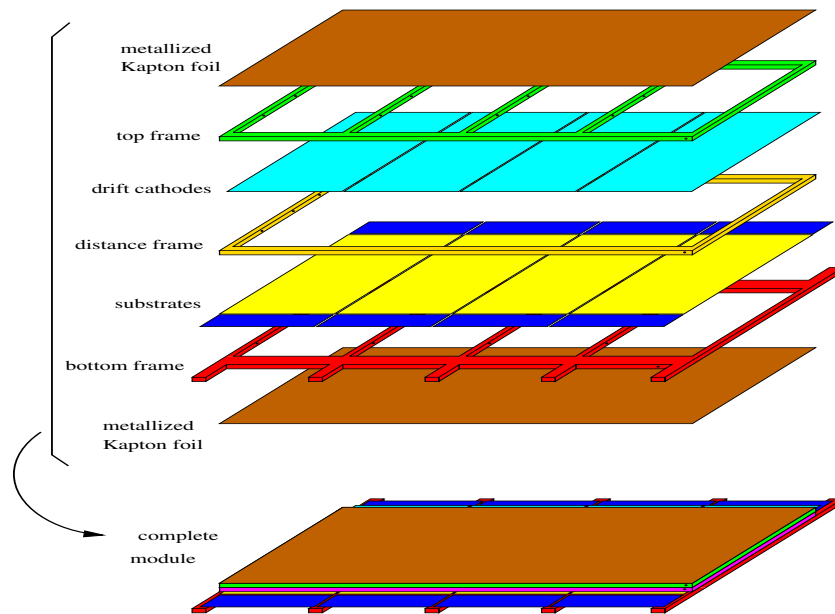 metallized
Kapton foil
top frame
drift cathodes
distance frame
substrates
bottom frame
metallized
Kapton foil
complete
module